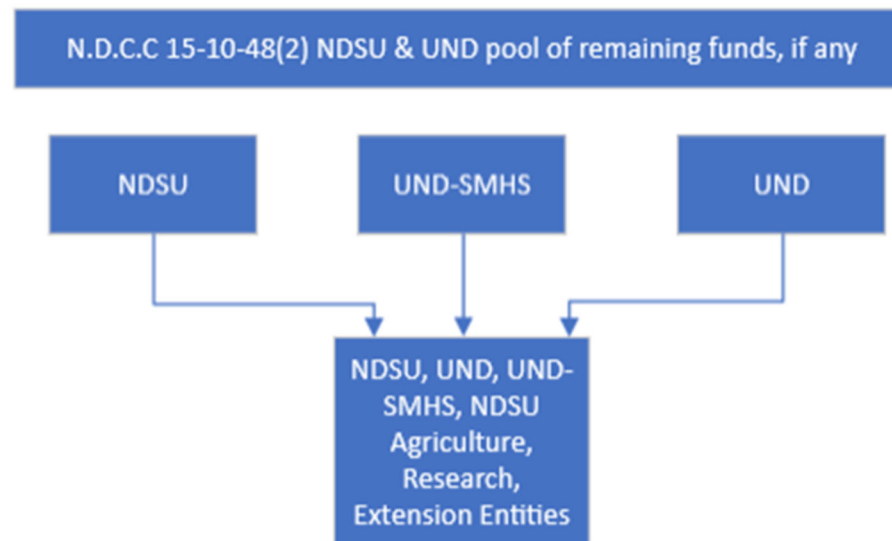 N.D.C.C 15-10-48(2) NDSU & UND pool of remaining funds, if any
NDSU
UND-SMHS
UND
NDSU, UND, UND-
SMHS, NDSU
Agriculture,
Research,
Extension Entities